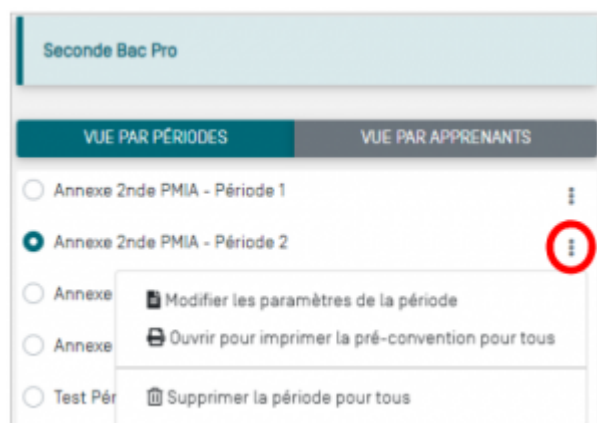 Seconde Bac Pro
VUE PAR PÉRIODES
VUE PAR APPRENANTS
Annexe 2nde PMIA - Période 1
Annexe 2nde PMIA - Période 2
Annexe
Modifier les paramètres de la période
Ouvrir pour imprimer la pré-convention pour tous
Annexe
Test Pér
Supprimer la période pour tous